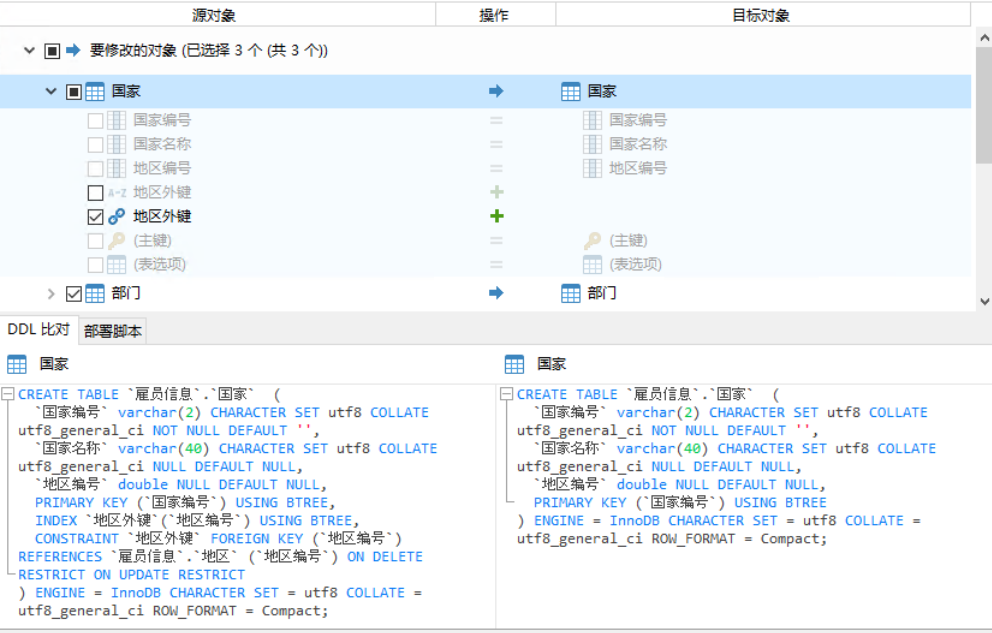 源对象 操作 目标对象
要修改的对象 (已选择 3 个 (共 3 个))
国家 国家
国家编号 = 国家编号
国家名称 = 国家名称
地区编号 = 地区编号
A-Z 地区外键 +
地区外键 +
(主键) = (主键)
(表选项) = (表选项)
部门 部门
DDL 比对 部署脚本
国家
CREATE TABLE `雇员信息`.`国家`  (
`国家编号` varchar(2) CHARACTER SET utf8 COLLATE
utf8_general_ci NOT NULL DEFAULT '',
`国家名称` varchar(40) CHARACTER SET utf8 COLLATE
utf8_general_ci NULL DEFAULT NULL,
`地区编号` double NULL DEFAULT NULL,
PRIMARY KEY (`国家编号`) USING BTREE,
INDEX `地区外键`(`地区编号`) USING BTREE,
CONSTRAINT `地区外键` FOREIGN KEY (`地区编号`)
REFERENCES `雇员信息`.`地区` (`地区编号`) ON DELETE
RESTRICT ON UPDATE RESTRICT
) ENGINE = InnoDB CHARACTER SET = utf8 COLLATE =
utf8_general_ci ROW_FORMAT = Compact;
国家
CREATE TABLE `雇员信息`.`国家`  (
`国家编号` varchar(2) CHARACTER SET utf8 COLLATE
utf8_general_ci NOT NULL DEFAULT '',
`国家名称` varchar(40) CHARACTER SET utf8 COLLATE
utf8_general_ci NULL DEFAULT NULL,
`地区编号` double NULL DEFAULT NULL,
PRIMARY KEY (`国家编号`) USING BTREE
) ENGINE = InnoDB CHARACTER SET = utf8 COLLATE =
utf8_general_ci ROW_FORMAT = Compact;